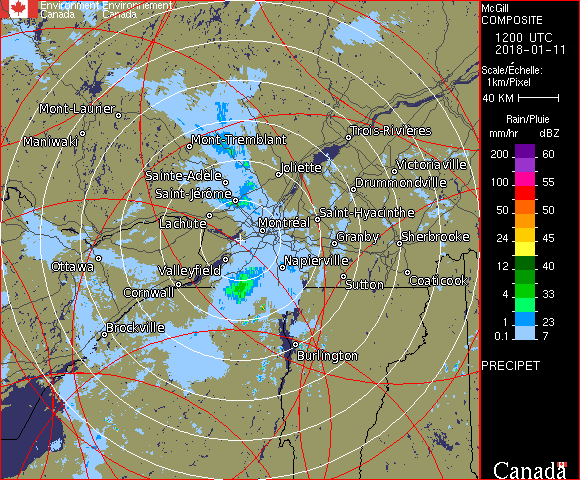 Environment Environnement
Canada Canada
McGill
COMPOSITE
1200 UTC
2018-01-11
Scale/Échelle:
1km/Pixel
40 KM
Rain/Pluie
mm/hr dBZ
200 60
100 55
50 50
24 45
12 40
4 33
1 23
0.1 7
PRECIPET
Canada
Mont-Laurier
Maniwaki
Mont-Tremblant
Trois-Rivières
Sainte-Adèle
Joliette
Victoriaville
Saint-Jérôme
Drummondville
Lachute
Montréal
Saint-Hyacinthe
Granby
Sherbrooke
Ottawa
Valleyfield
Napierville
Cornwall
Sutton
Coaticook
Brockville
Burlington